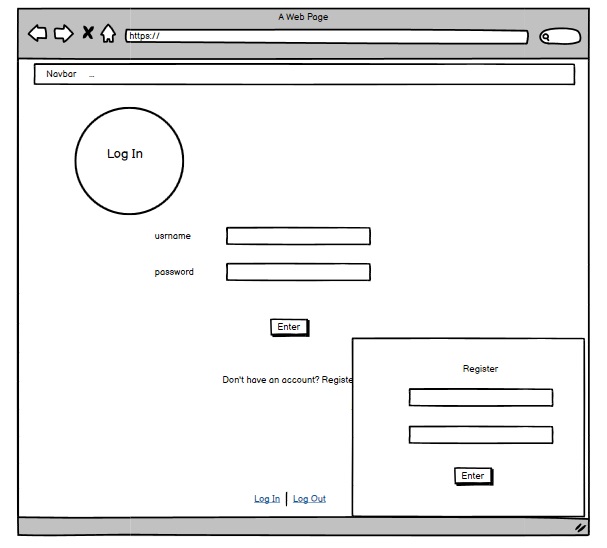 A Web Page
https://
Navbar ...
Log In
usrname
password
Enter
Don't have an account? Registe
Register
Enter
Log In | Log Out